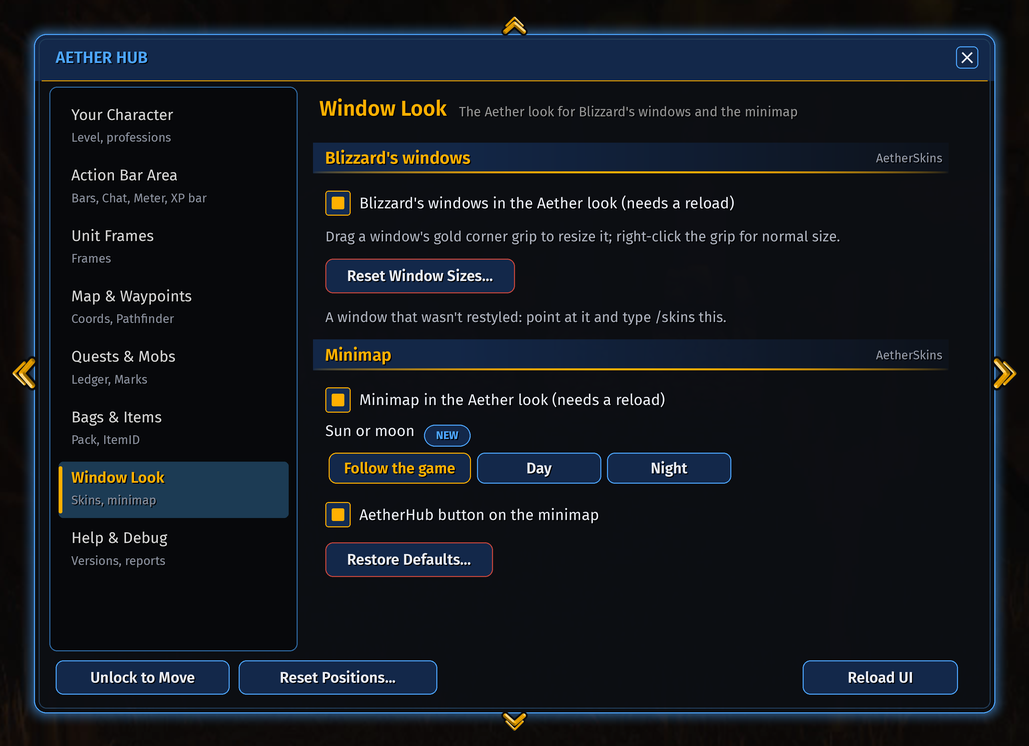 AETHER HUB
Your Character
Level, professions
Action Bar Area
Bars, Chat, Meter, XP bar
Unit Frames
Frames
Map & Waypoints
Coords, Pathfinder
Quests & Mobs
Ledger, Marks
Bags & Items
Pack, ItemID
Window Look
Skins, minimap
Help & Debug
Versions, reports
Window Look The Aether look for Blizzard's windows and the minimap
Blizzard's windows AetherSkins
Blizzard's windows in the Aether look (needs a reload)
Drag a window's gold corner grip to resize it; right-click the grip for normal size.
Reset Window Sizes...
A window that wasn't restyled: point at it and type /skins this.
Minimap AetherSkins
Minimap in the Aether look (needs a reload)
Sun or moon NEW
Follow the game Day Night
AetherHub button on the minimap
Restore Defaults...
Unlock to Move Reset Positions... Reload UI